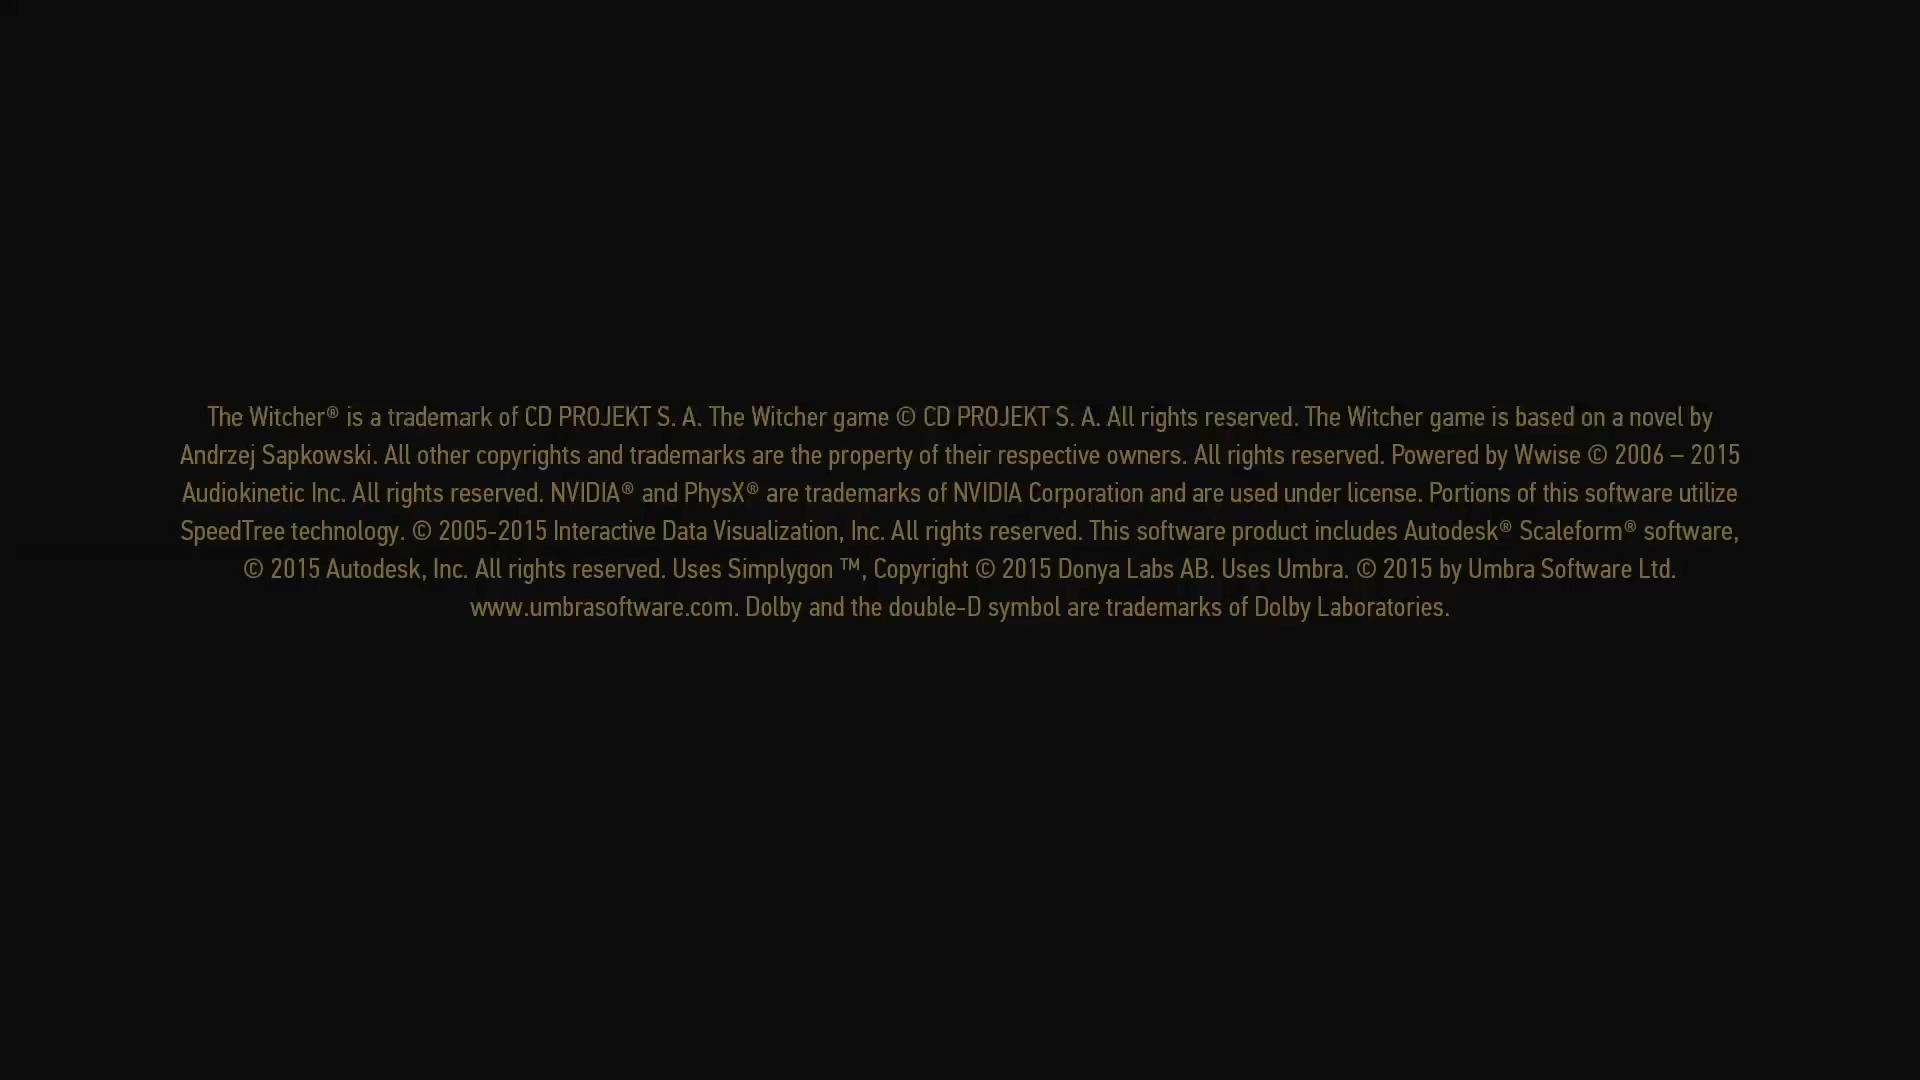 The Witcher® is a trademark of CD PROJEKT S. A. The Witcher game © CD PROJEKT S. A. All rights reserved. The Witcher game is based on a novel by
Andrzej Sapkowski. All other copyrights and trademarks are the property of their respective owners. All rights reserved. Powered by Wwise © 2006 – 2015
Audiokinetic Inc. All rights reserved. NVIDIA® and PhysX® are trademarks of NVIDIA Corporation and are used under license. Portions of this software utilize
SpeedTree technology. © 2005-2015 Interactive Data Visualization, Inc. All rights reserved. This software product includes Autodesk® Scaleform® software,
© 2015 Autodesk, Inc. All rights reserved. Uses Simplygon ™, Copyright © 2015 Donya Labs AB. Uses Umbra. © 2015 by Umbra Software Ltd.
www.umbrasoftware.com. Dolby and the double-D symbol are trademarks of Dolby Laboratories.